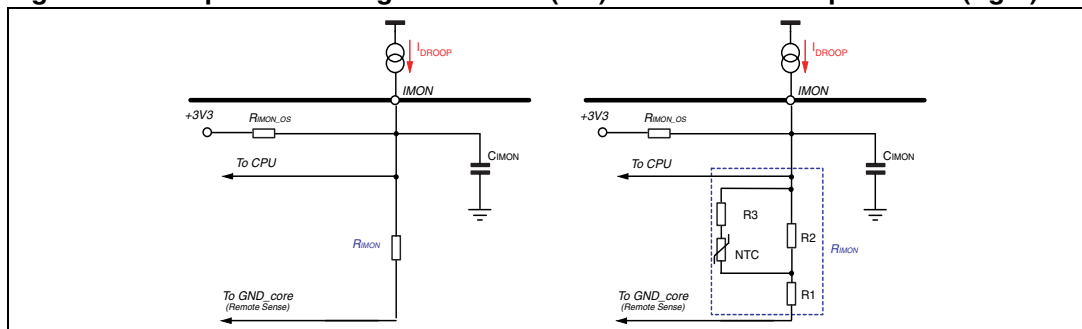 IDROOP
IMON
+3V3
RIMON_OS
CIMON
To CPU
RIMON
To GND_core
(Remote Sense)
IDROOP
IMON
+3V3
RIMON_OS
CIMON
To CPU
R3
R2
NTC
RIMON
R1
To GND_core
(Remote Sense)